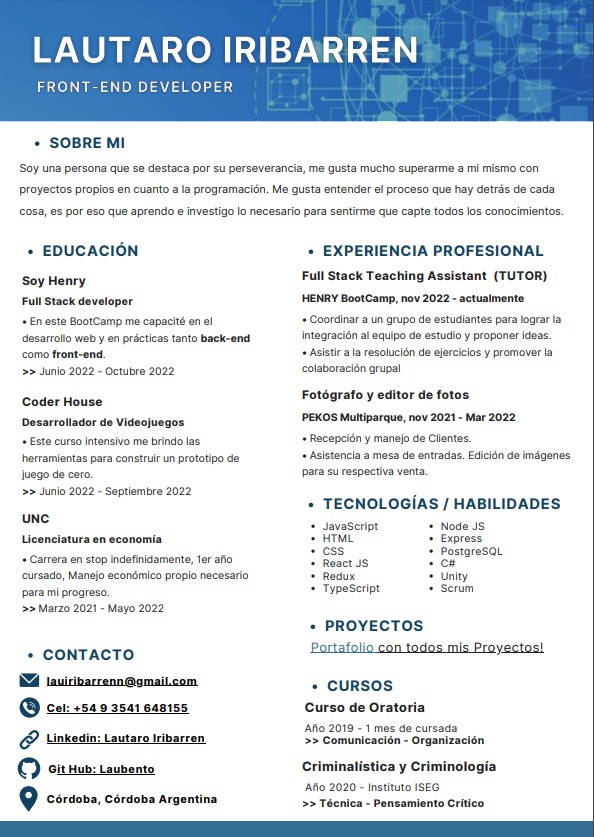 LAUTARO IRIBARREN
FRONT-END DEVELOPER
• SOBRE MI
Soy una persona que se destaca por su perseverancia, me gusta mucho superarme a mi mismo con
proyectos propios en cuanto a la programación. Me gusta entender el proceso que hay detrás de cada
cosa, es por eso que aprendo e investigo lo necesario para sentirme que capte todos los conocimientos.
• EDUCACIÓN
Soy Henry
Full Stack developer
• En este BootCamp me capacité en el
desarrollo web y en prácticas tanto back-end
como front-end.
>> Junio 2022 - Octubre 2022
Coder House
Desarrollador de Videojuegos
• Este curso intensivo me brindo las
herramientas para construir un prototipo de
juego de cero.
>> Junio 2022 - Septiembre 2022
UNC
Licenciatura en economía
• Carrera en stop indefinidamente, 1er año
cursado, Manejo económico propio necesario
para mi progreso.
>> Marzo 2021 - Mayo 2022
• CONTACTO
lauiribarrenn@gmail.com
Cel: +54 9 3541 648155
Linkedin: Lautaro Iribarren
Git Hub: Laubento
Córdoba, Córdoba Argentina
• EXPERIENCIA PROFESIONAL
Full Stack Teaching Assistant (TUTOR)
HENRY BootCamp, nov 2022 - actualmente
• Coordinar a un grupo de estudiantes para lograr la
integración al equipo de estudio y proponer ideas.
• Asistir a la resolución de ejercicios y promover la
colaboración grupal
Fotógrafo y editor de fotos
PEKOS Multiparque, nov 2021 - Mar 2022
• Recepción y manejo de Clientes.
• Asistencia a mesa de entradas. Edición de imágenes
para su respectiva venta.
• TECNOLOGÍAS / HABILIDADES
• JavaScript
• HTML
• CSS
• React JS
• Redux
• TypeScript
• Node JS
• Express
• PostgreSQL
• C#
• Unity
• Scrum
• PROYECTOS
Portafolio con todos mis Proyectos!
• CURSOS
Curso de Oratoria
Año 2019 - 1 mes de cursada
>> Comunicación - Organización
Criminalística y Criminología
Año 2020 - Instituto ISEG
>> Técnica - Pensamiento Crítico